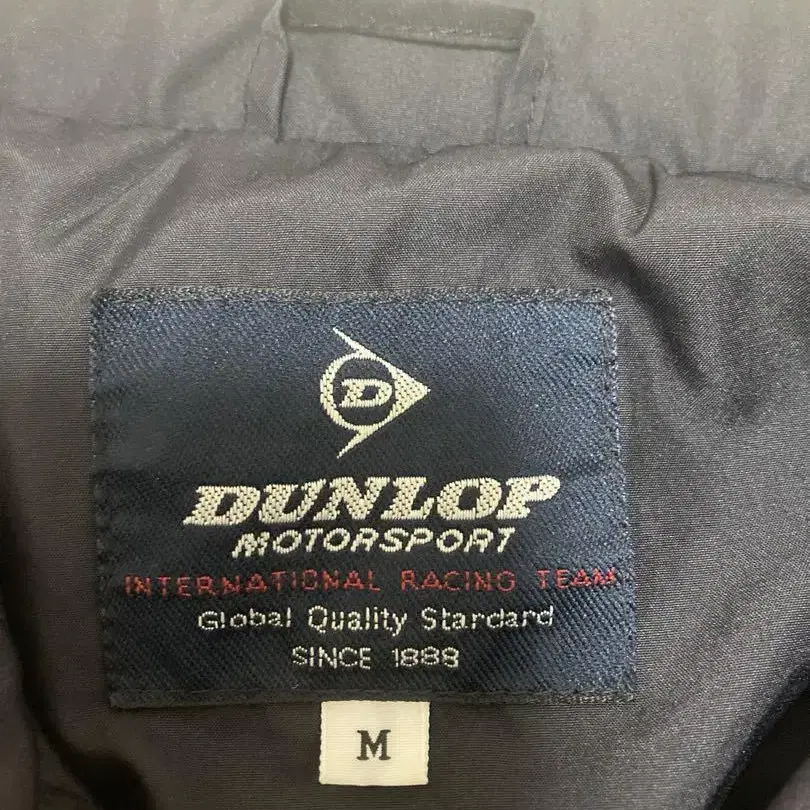 D
DUNLOP
MOTORSPORT
INTERNATIONAL RACING TEAM
Global Quality Stardard
SINCE 1888
M